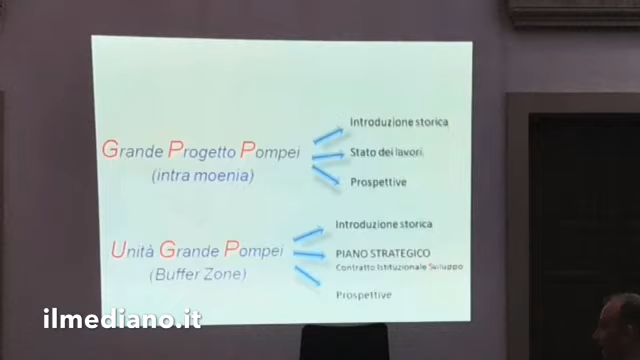 Introduzione storica
Grande Progetto Pompei
(intra moenia)
Stato dei lavori
Prospettive
Introduzione storica
Unità Grande Pompei
(Buffer Zone)
PIANO STRATEGICO
Contratto Istituzionale Sviluppo
Prospettive
ilmediano.it